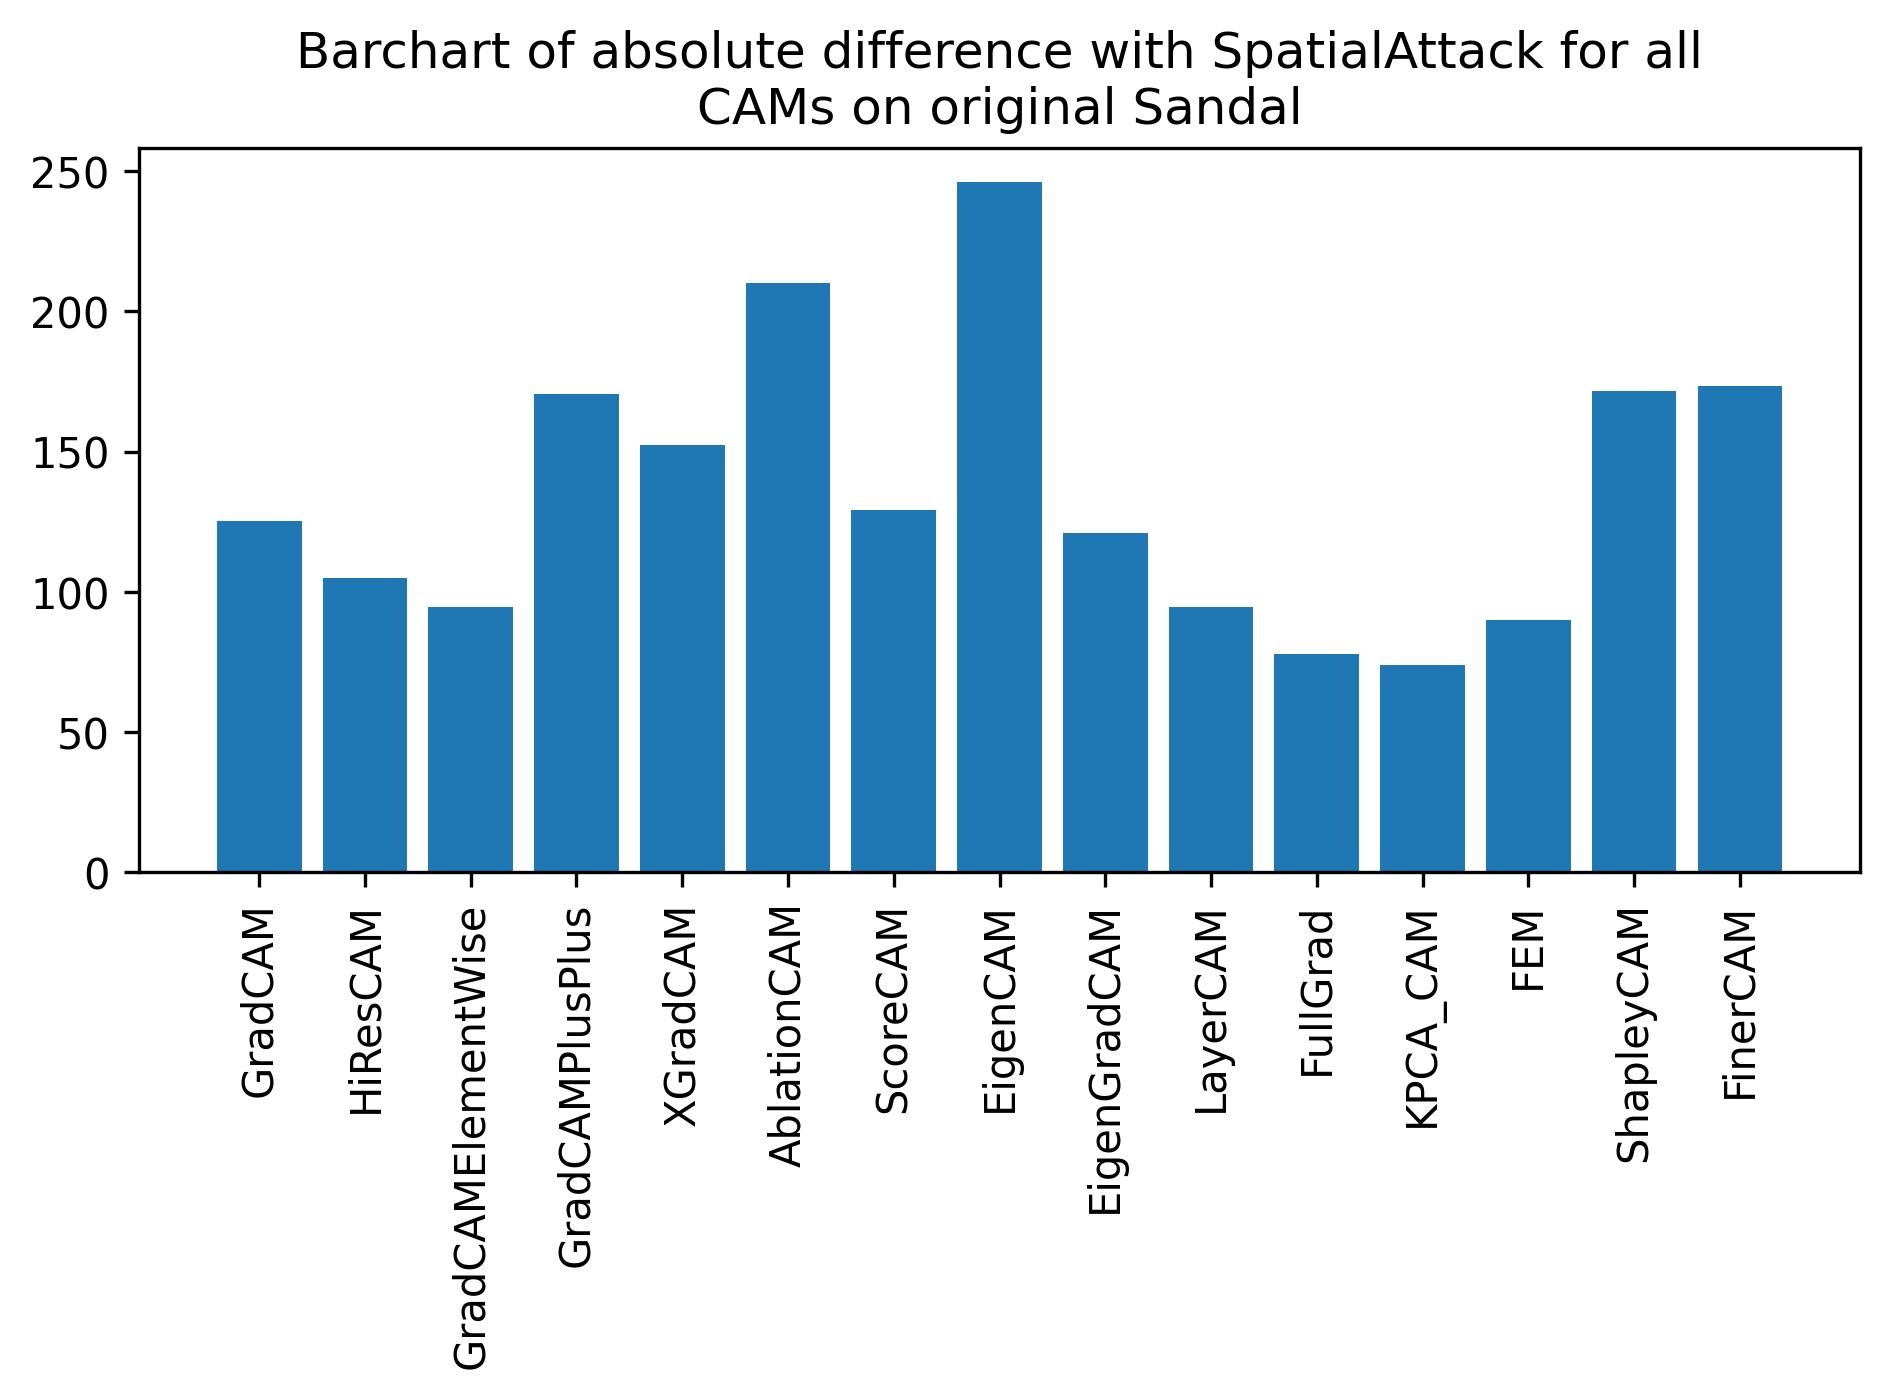 Barchart of absolute difference with SpatialAttack for all
CAMs on original Sandal
250
200
150
100
50
0
GradCAM
HiResCAM
GradCAMElementWise
GradCAMPlusPlus
XGradCAM
AblationCAM
ScoreCAM
EigenCAM
EigenGradCAM
LayerCAM
FullGrad
KPCA_CAM
FEM
ShapleyCAM
FinerCAM